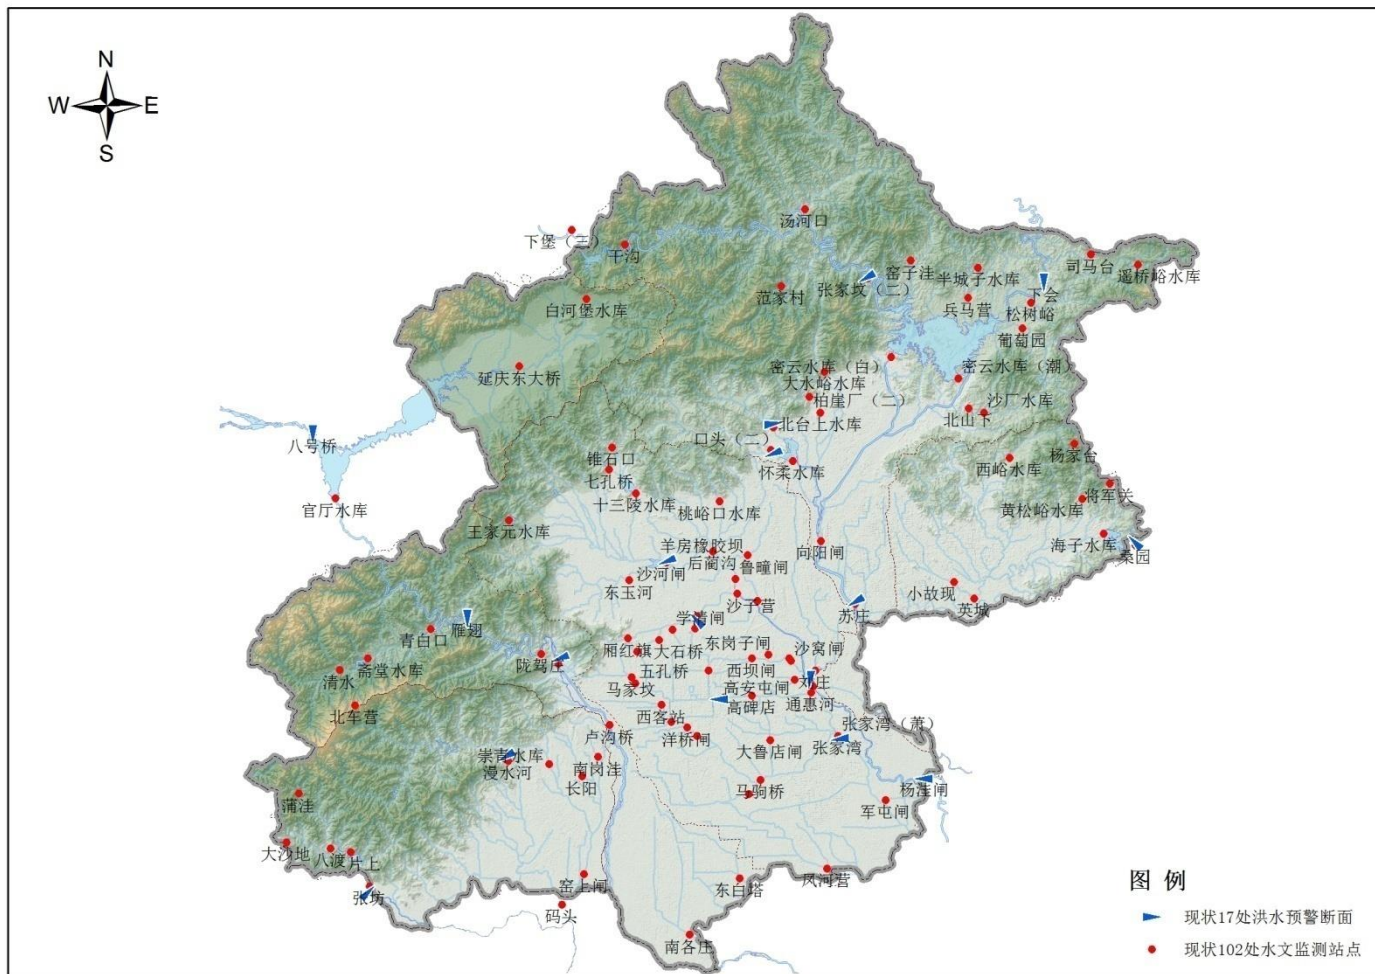 N
W
E
S
汤河口
下堡（三）
干沟
司马台
窑子洼
半城子水库
遥桥峪水库
张家坟（二）
范家村
下会
白河堡水库
兵马营
松树峪
葡萄园
密云水库（白）
密云水库（潮）
延庆东大桥
大水峪水库
柏崖厂（二）
沙厂水库
北山下
北台上水库
口头（二）
八号桥
杨家台
锥石口
怀柔水库
西峪水库
七孔桥
将军关
十三陵水库
官厅水库
桃峪口水库
黄松峪水库
王家元水库
羊房橡胶坝
向阳闸
海子水库
后蔺沟
桑园
鲁疃闸
沙河闸
东玉河
小故现
沙子营
英城
苏庄
学清闸
雁翅
青白口
东岗子闸
厢红旗
大石桥
沙窝闸
陇驾庄
斋堂水库
西坝闸
清水
五孔桥
邓庄
高安屯闸
马家坟
通惠河
高碑店
北车营
西客站
张家湾（萧）
卢沟桥
洋桥闸
张家湾
大鲁店闸
崇青水库
漫水河
南岗洼
长阳
杨洼闸
马驹桥
蒲洼
军屯闸
大沙地
八渡
片上
凤河营
窑上闸
东白塔
张坊
码头
南各庄
图 例
现状17处洪水预警断面
现状102处水文监测站点